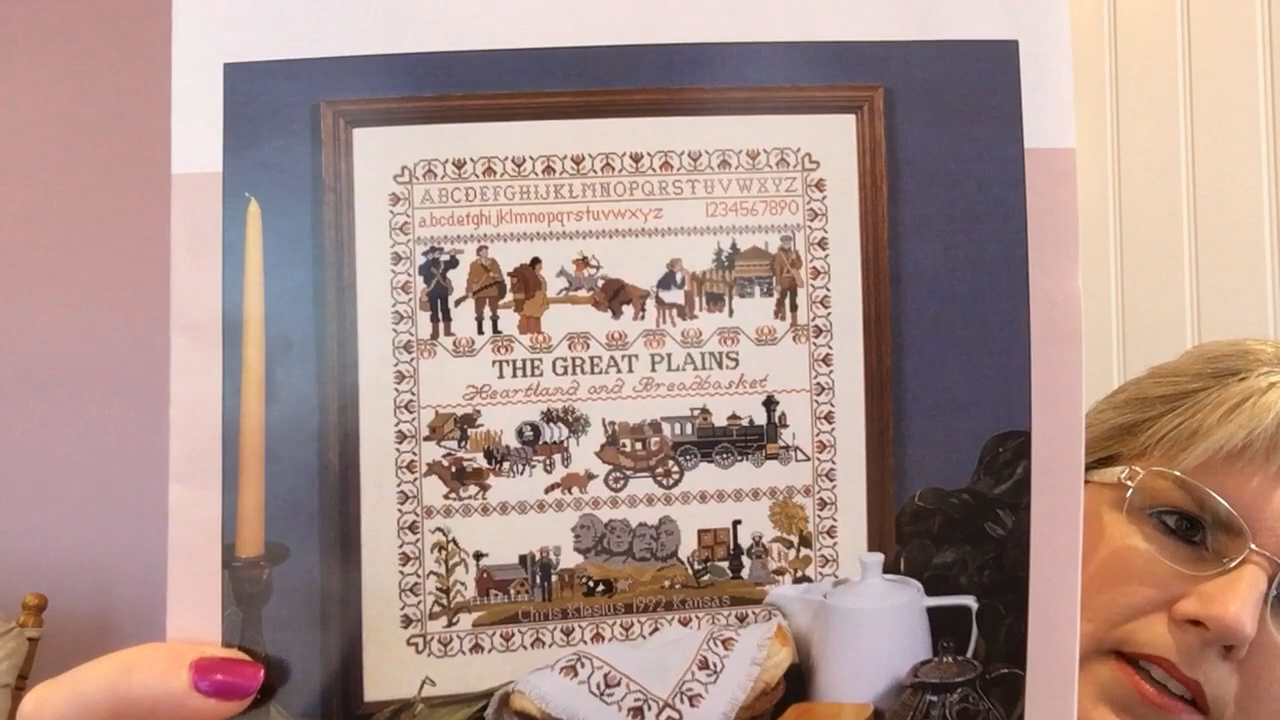 ABCDEFGHIJKLMNOPQRSTUVWXYZ
abcdefghijklmnopqrstuvwxyz 1234567890
THE GREAT PLAINS
Heartland and Breadbasket
Chris Klesius 1992 Kansas